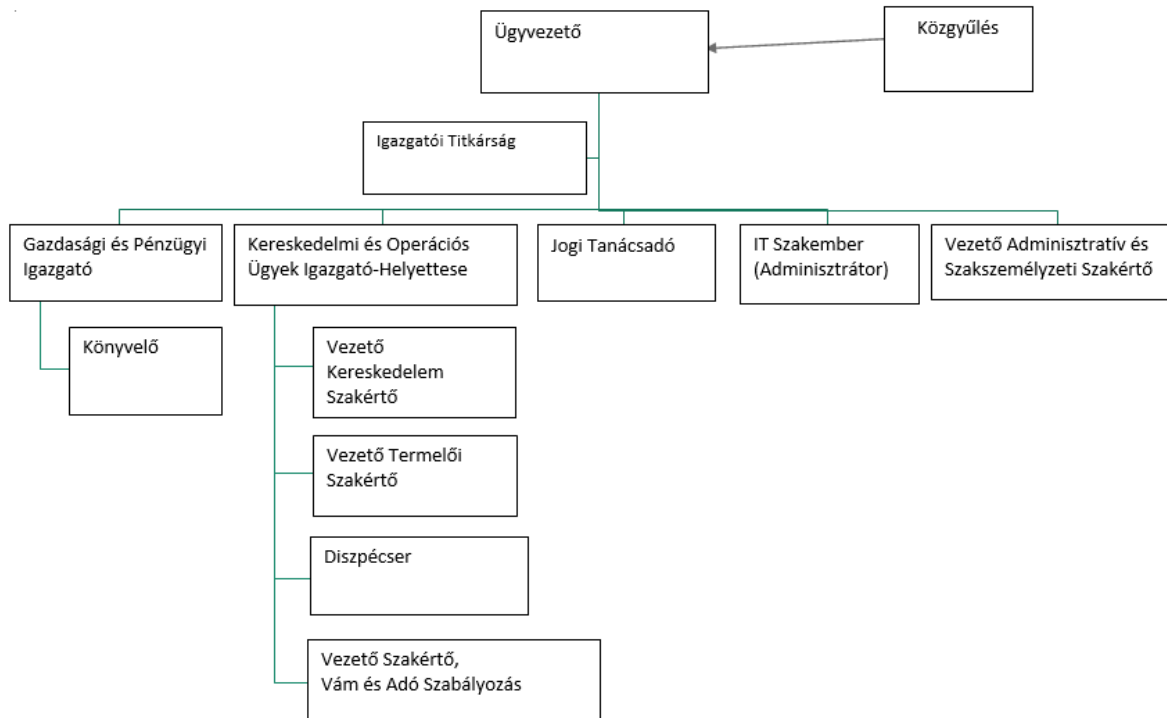 Ügyvezető
Közgyűlés
Igazgatói Titkárság
Gazdasági és Pénzügyi
Igazgató
Kereskedelmi és Operációs
Ügyek Igazgató-Helyettese
Jogi Tanácsadó
IT Szakember
(Adminisztrátor)
Vezető Adminisztratív és
Szakszemélyzeti Szakértő
Könyvelő
Vezető
Kereskedelem
Szakértő
Vezető Termelői
Szakértő
Diszpécser
Vezető Szakértő,
Vám és Adó Szabályozás